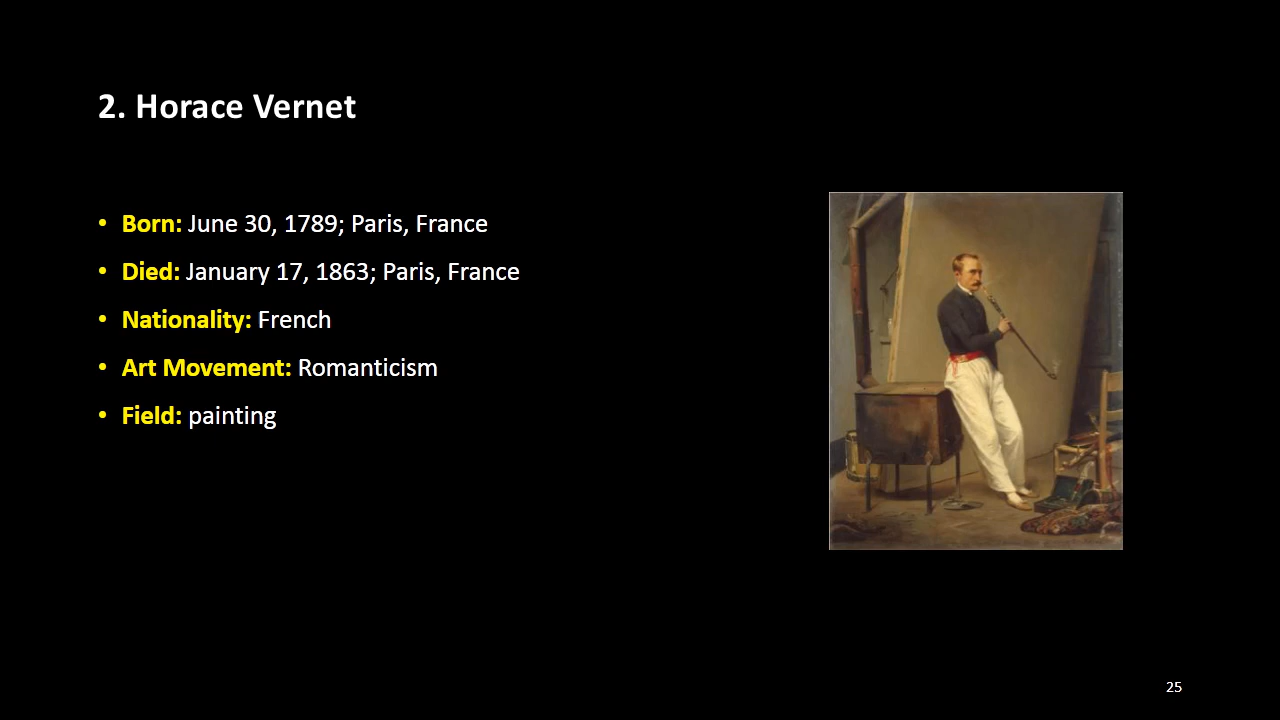 2. Horace Vernet
• Born: June 30, 1789; Paris, France
• Died: January 17, 1863; Paris, France
• Nationality: French
• Art Movement: Romanticism
• Field: painting
25